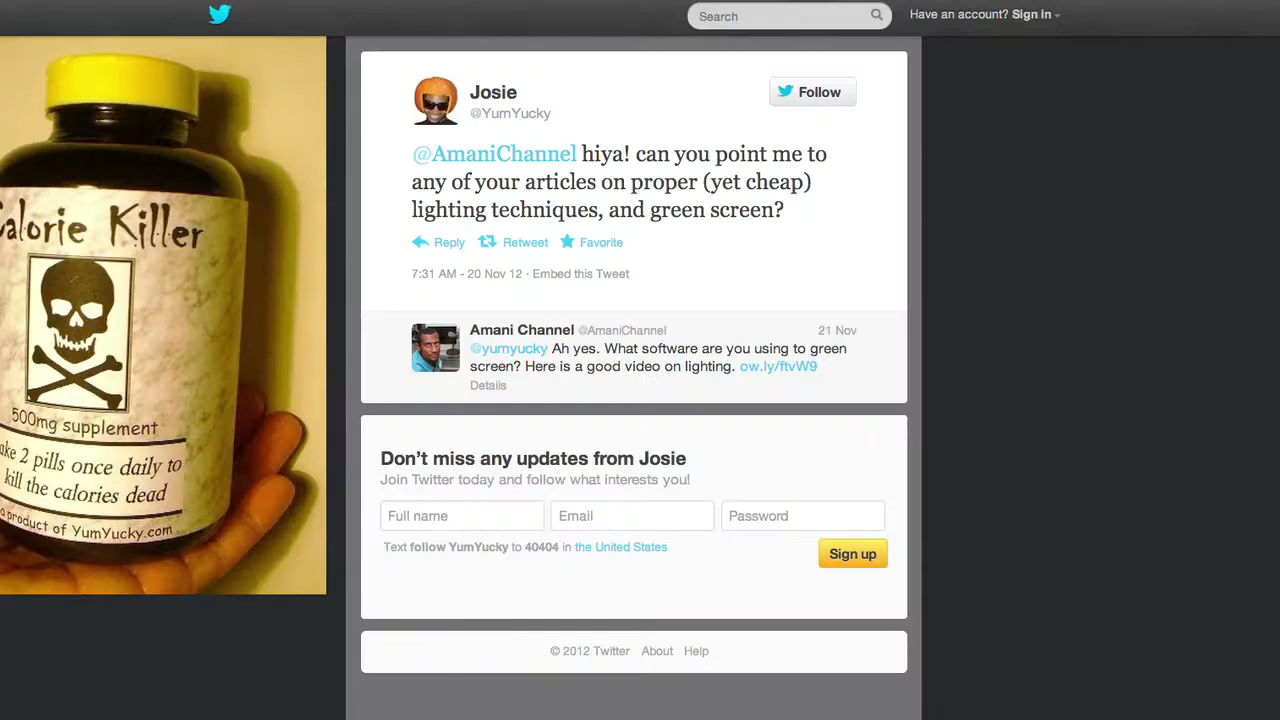 Search
Have an account? Sign in
Calorie Killer
500mg supplement
take 2 pills once daily to
kill the calories dead
a product of YumYucky.com
Josie
@YumYucky
Follow
@AmaniChannel hiya! can you point me to
any of your articles on proper (yet cheap)
lighting techniques, and green screen?
Reply Retweet Favorite
7:31 AM - 20 Nov 12 · Embed this Tweet
Amani Channel @AmaniChannel 21 Nov
@yumyucky Ah yes. What software are you using to green
screen? Here is a good video on lighting. ow.ly/ftvW9
Details
Don’t miss any updates from Josie
Join Twitter today and follow what interests you!
Full name Email Password
Text follow YumYucky to 40404 in the United States
Sign up
© 2012 Twitter About Help